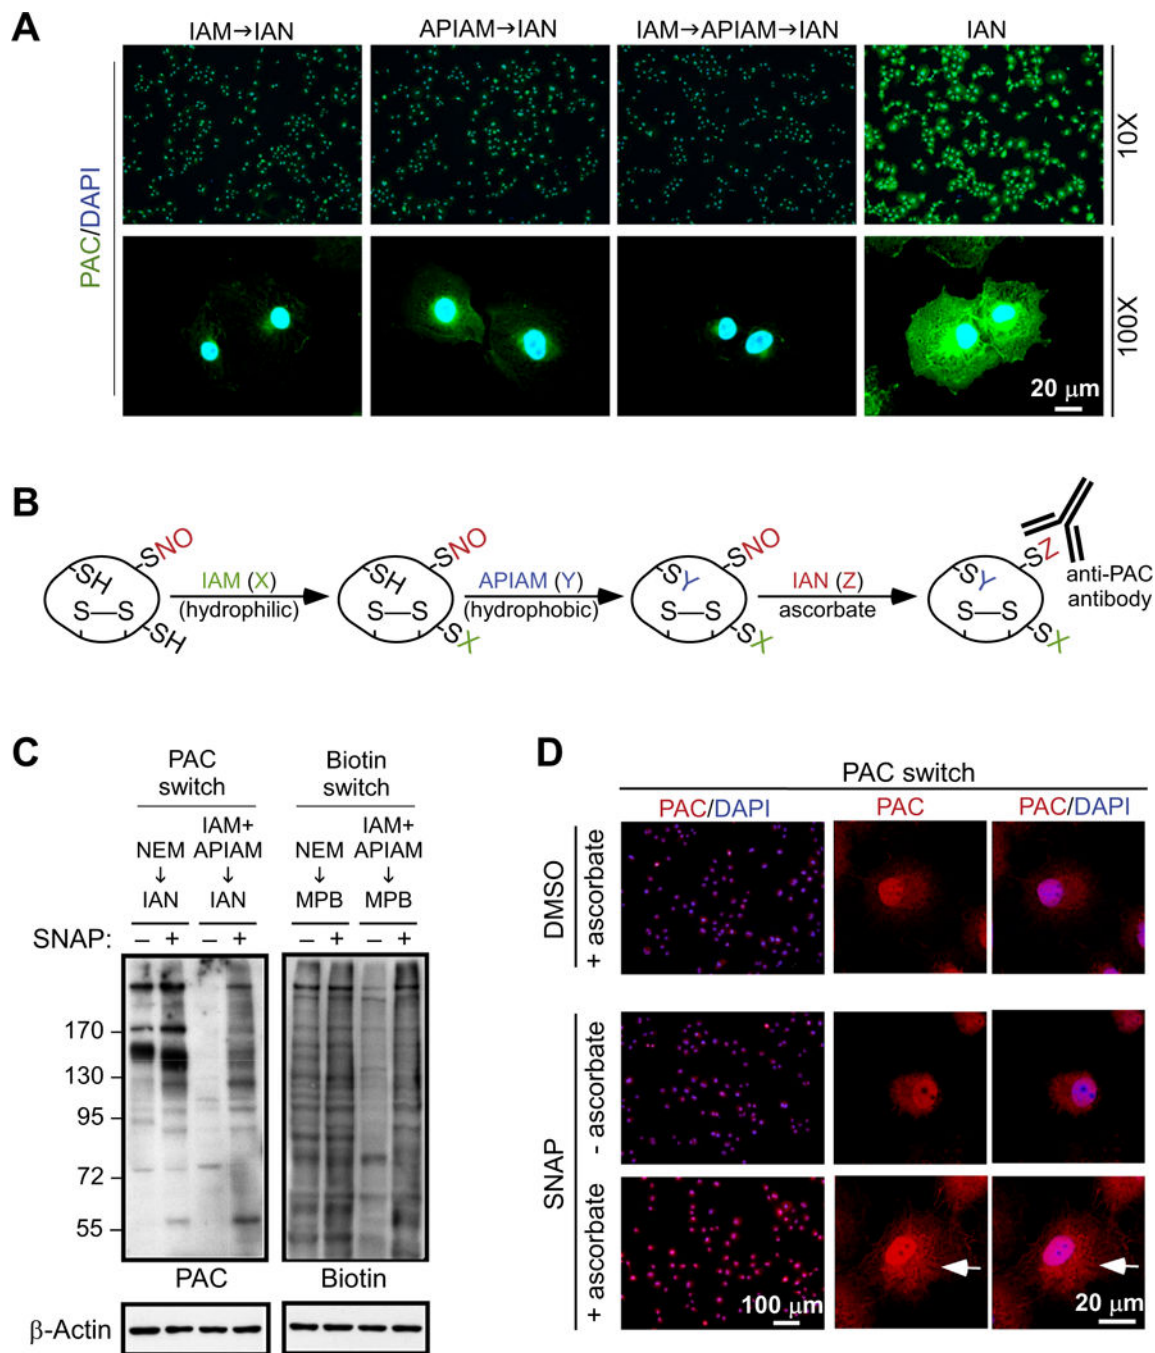 A
IAM→IAN
APIAM→IAN
IAM→APIAM→IAN
IAN
PAC/DAPI
10X
100X
20 μm
B
SNO
SH
S—S
SH
IAM (X)
(hydrophilic)
SNO
SH
S—S
SX
APIAM (Y)
(hydrophobic)
SNO
SY
S—S
SX
IAN (Z)
ascorbate
SZ
SY
S—S
SX
anti-PAC
antibody
C
PAC
switch
Biotin
switch
NEM
↓
IAN
IAM+
APIAM
↓
IAN
NEM
↓
MPB
IAM+
APIAM
↓
MPB
SNAP: – + – + – + – +
170
130
95
72
55
PAC
Biotin
β-Actin
D
PAC switch
PAC/DAPI
PAC
PAC/DAPI
DMSO
+ ascorbate
SNAP
- ascorbate
+ ascorbate
100 μm
20 μm